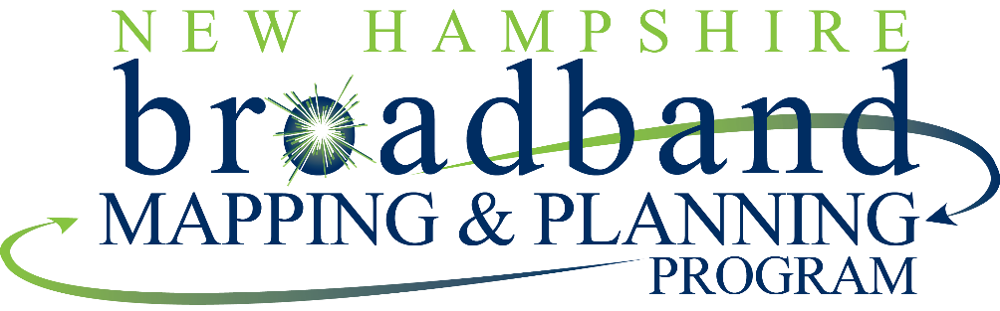 NEW HAMPSHIRE
broadband
MAPPING & PLANNING
PROGRAM